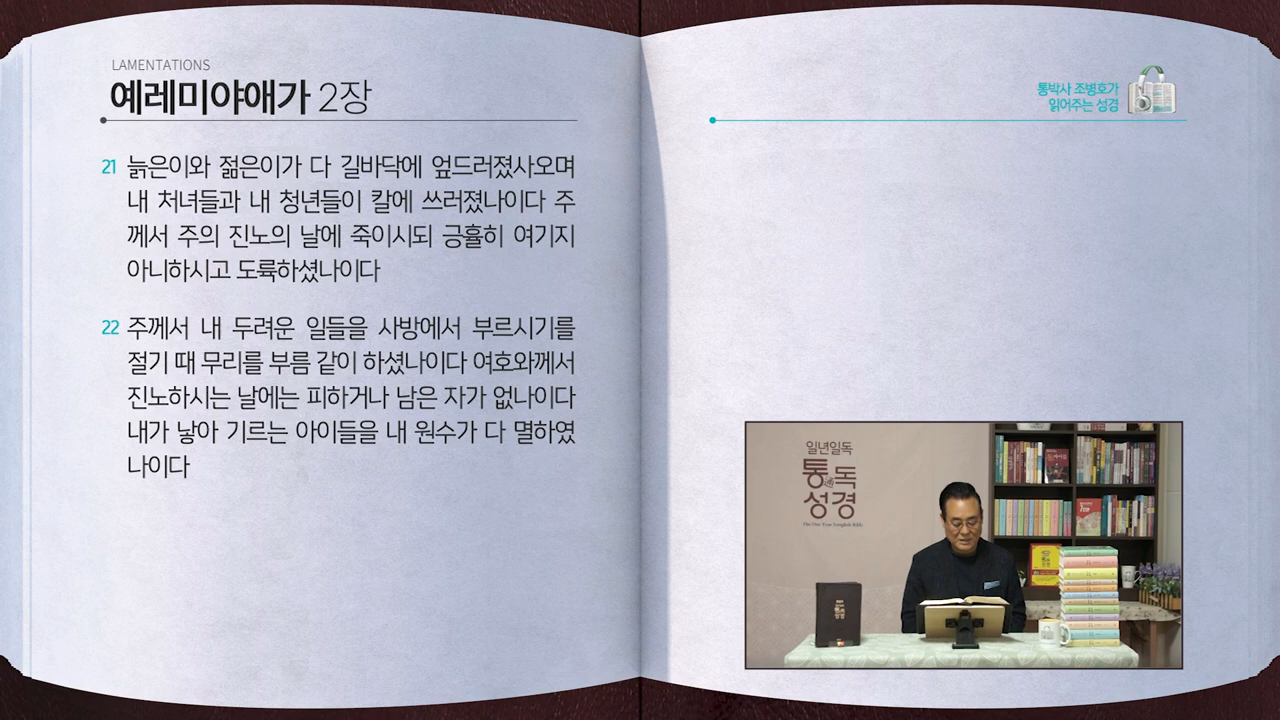 LAMENTATIONS
예레미야애가 2장
21 늙은이와 젊은이가 다 길바닥에 엎드러졌사오며
내 처녀들과 내 청년들이 칼에 쓰러졌나이다 주
께서 주의 진노의 날에 죽이시되 긍휼히 여기지
아니하시고 도륙하셨나이다
22 주께서 내 두려운 일들을 사방에서 부르시기를
절기 때 무리를 부름 같이 하셨나이다 여호와께서
진노하시는 날에는 피하거나 남은 자가 없나이다
내가 낳아 기르는 아이들을 내 원수가 다 멸하였
나이다
통박사 조병호가
읽어주는 성경
일년일독
통독
성경
The One Year Tongdok Bible
통독
성경